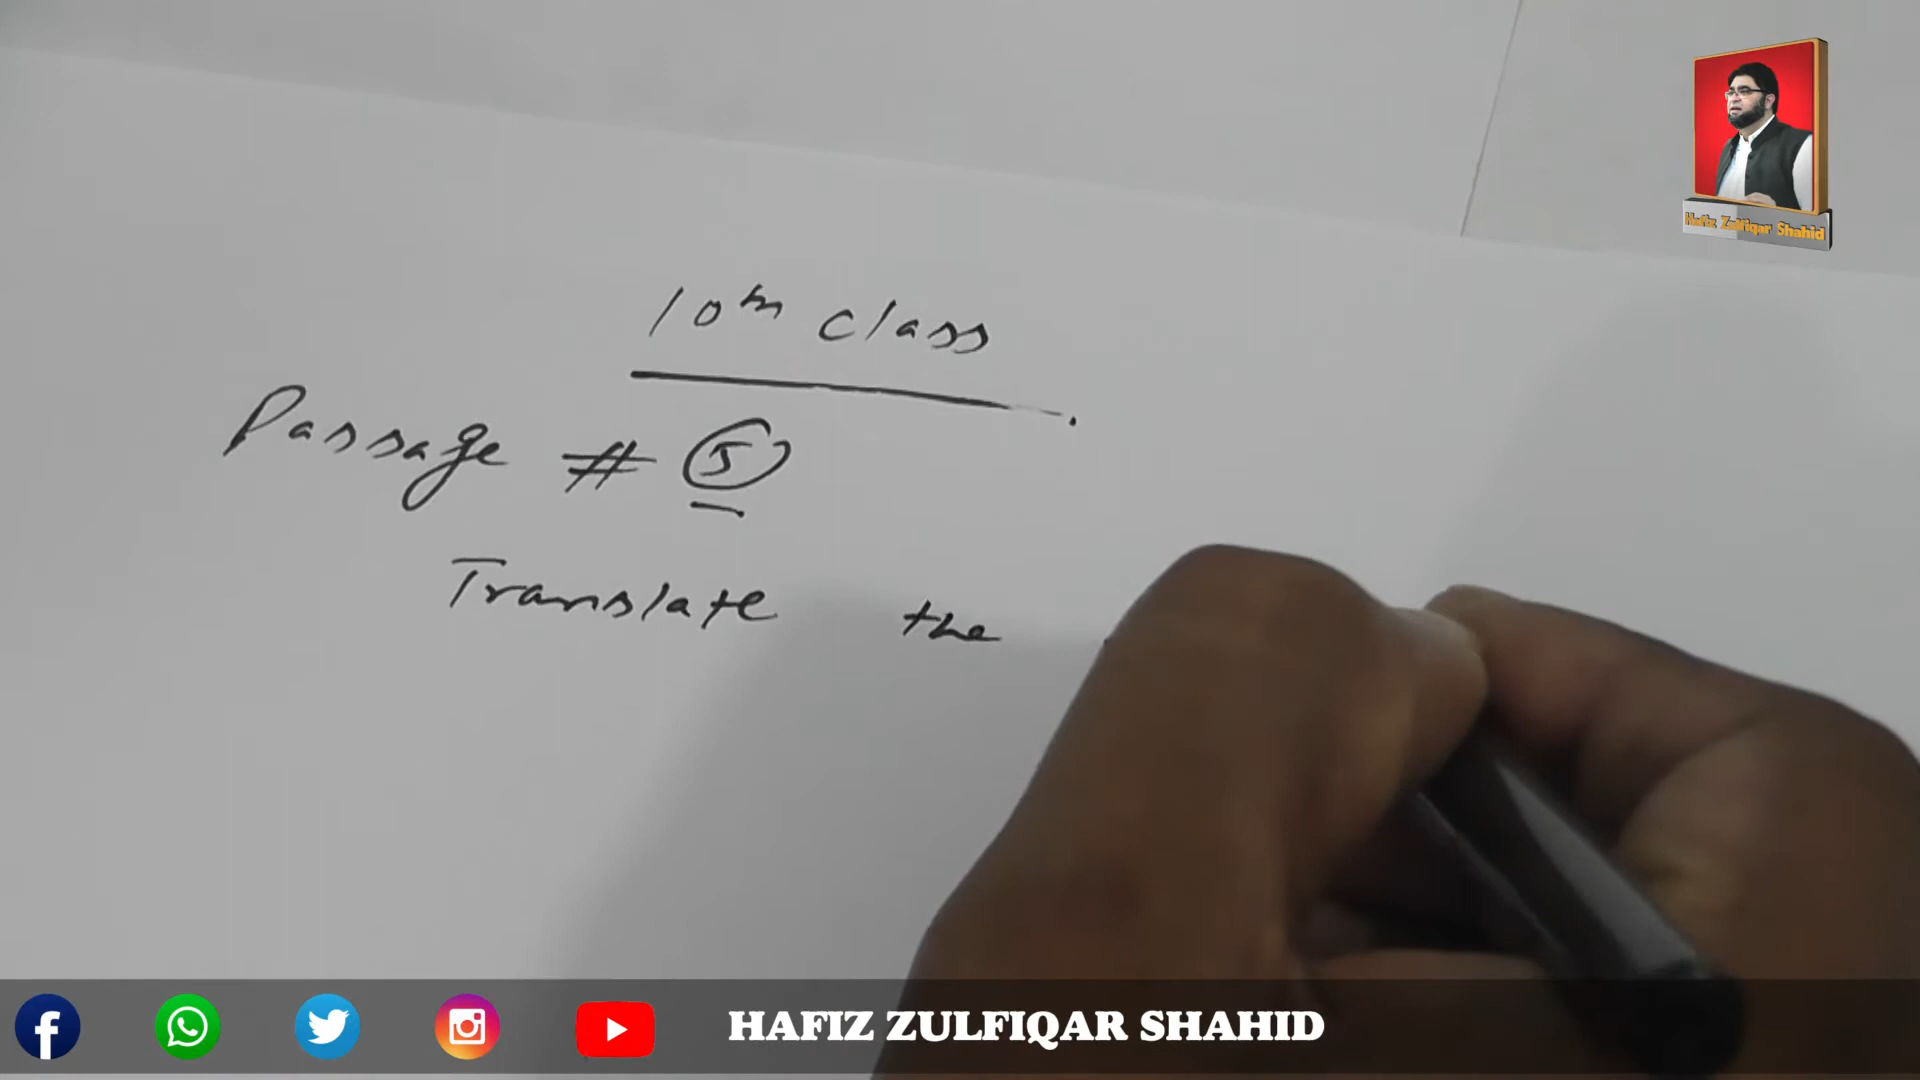 Hafiz Zulfiqar Shahid
10th class
Passage # 5
Translate the
HAFIZ ZULFIQAR SHAHID